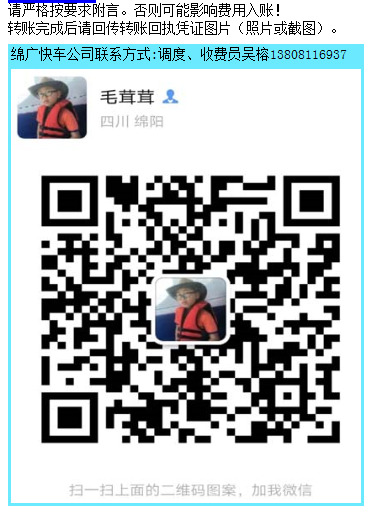 请严格按要求附言。否则可能影响费用入账！
转账完成后请回传转账回执凭证图片（照片或截图）。
绵广快车公司联系方式:调度、收费员吴榕13808116937
毛茸茸
四川 绵阳
扫一扫上面的二维码图案，加我微信